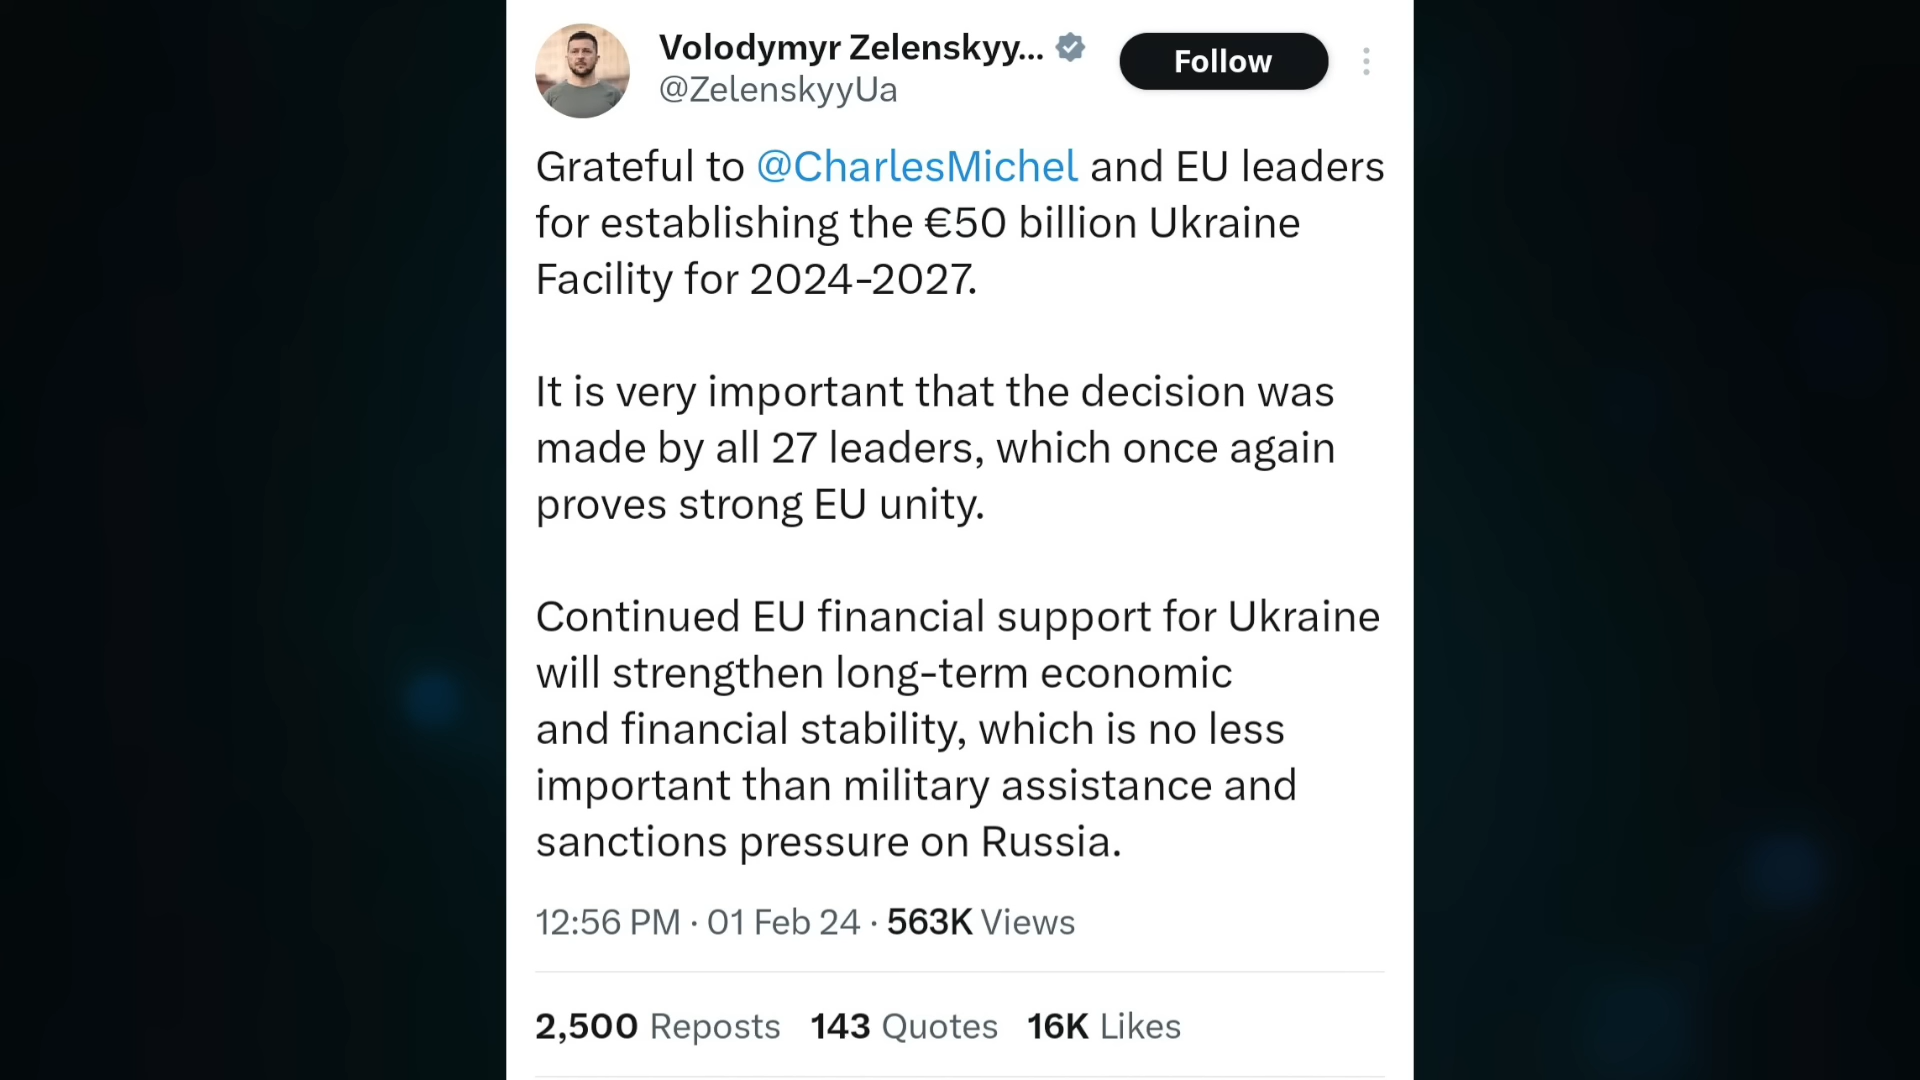 Volodymyr Zelenskyy...
Follow
@ZelenskyyUa
Grateful to @CharlesMichel and EU leaders
for establishing the €50 billion Ukraine
Facility for 2024-2027.
It is very important that the decision was
made by all 27 leaders, which once again
proves strong EU unity.
Continued EU financial support for Ukraine
will strengthen long-term economic
and financial stability, which is no less
important than military assistance and
sanctions pressure on Russia.
12:56 PM · 01 Feb 24 · 563K Views
2,500 Reposts 143 Quotes 16K Likes